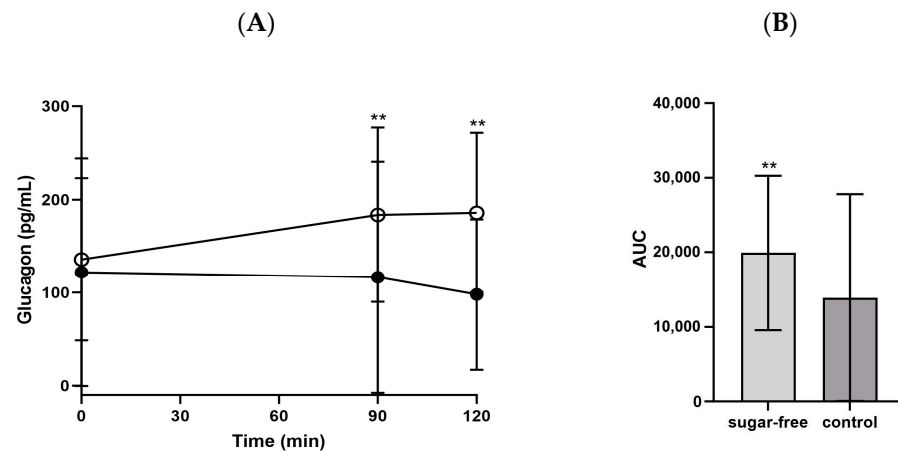 (A)
(B)
Glucagon (pg/mL)
300
200
100
0
**
**
0 30 60 90 120
Time (min)
AUC
40,000
30,000
20,000
10,000
0
**
sugar-free control